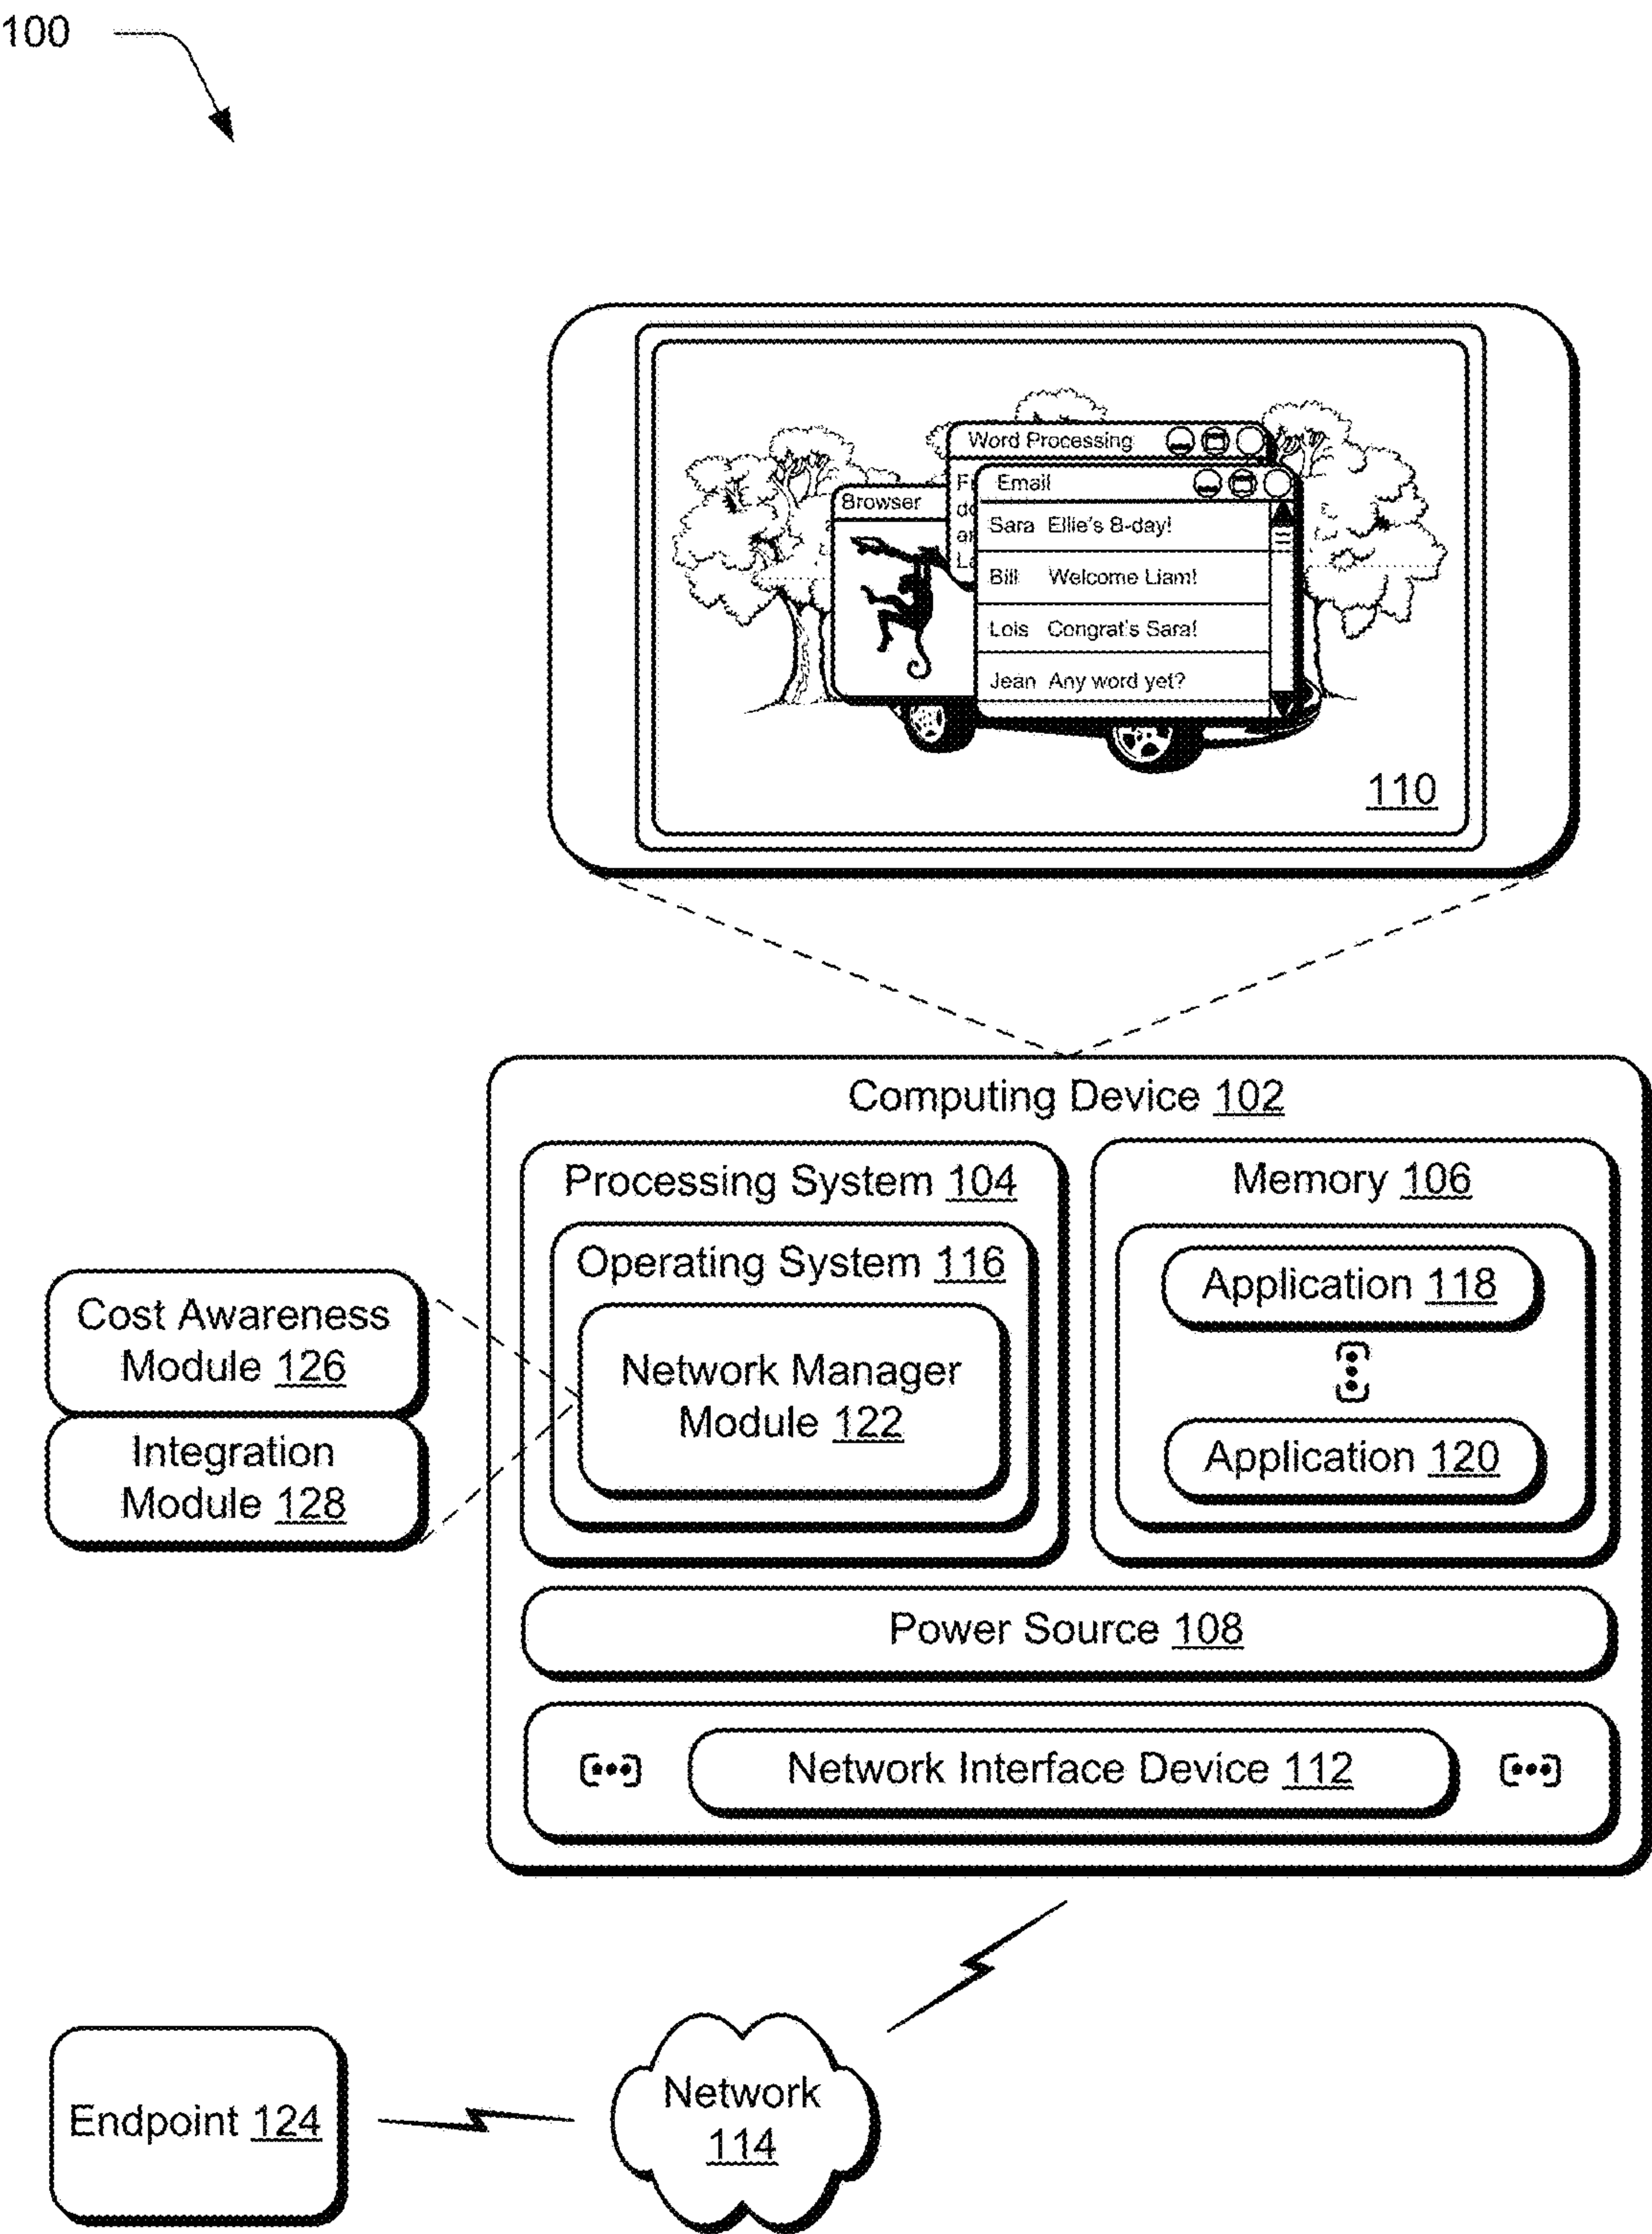 100
Word Processing
Email
Browser
Sara Ellie's B-day!
Bill Welcome Liam!
Lois Congrat's Sara!
Jean Any word yet?
110
Computing Device 102
Processing System 104
Memory 106
Operating System 116
Application 118
Network Manager
Module 122
Application 120
Cost Awareness
Module 126
Integration
Module 128
Power Source 108
Network Interface Device 112
Endpoint 124
Network
114